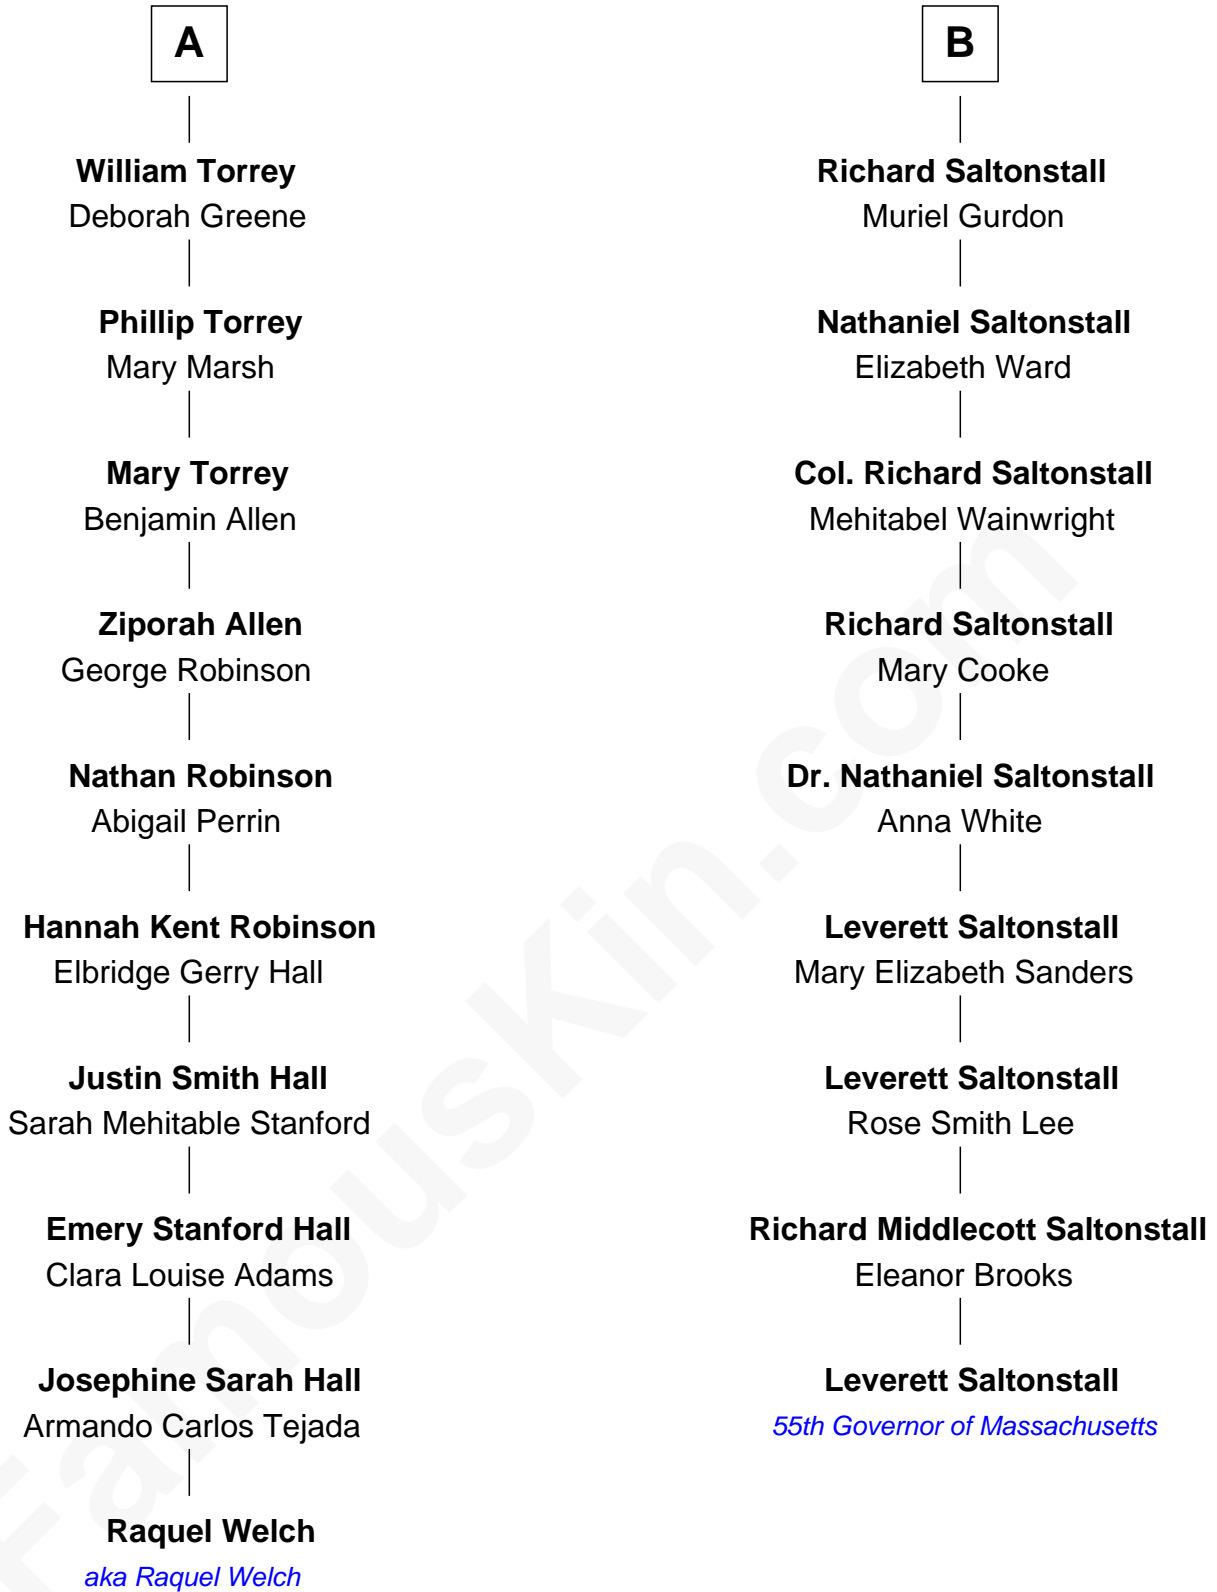 A
William Torrey
Deborah Greene
Phillip Torrey
Mary Marsh
Mary Torrey
Benjamin Allen
Ziporah Allen
George Robinson
Nathan Robinson
Abigail Perrin
Hannah Kent Robinson
Elbridge Gerry Hall
Justin Smith Hall
Sarah Mehitable Stanford
Emery Stanford Hall
Clara Louise Adams
Josephine Sarah Hall
Armando Carlos Tejada
Raquel Welch
aka Raquel Welch
B
Richard Saltonstall
Muriel Gurdon
Nathaniel Saltonstall
Elizabeth Ward
Col. Richard Saltonstall
Mehitabel Wainwright
Richard Saltonstall
Mary Cooke
Dr. Nathaniel Saltonstall
Anna White
Leverett Saltonstall
Mary Elizabeth Sanders
Leverett Saltonstall
Rose Smith Lee
Richard Middlecott Saltonstall
Eleanor Brooks
Leverett Saltonstall
55th Governor of Massachusetts
FamousKin.com